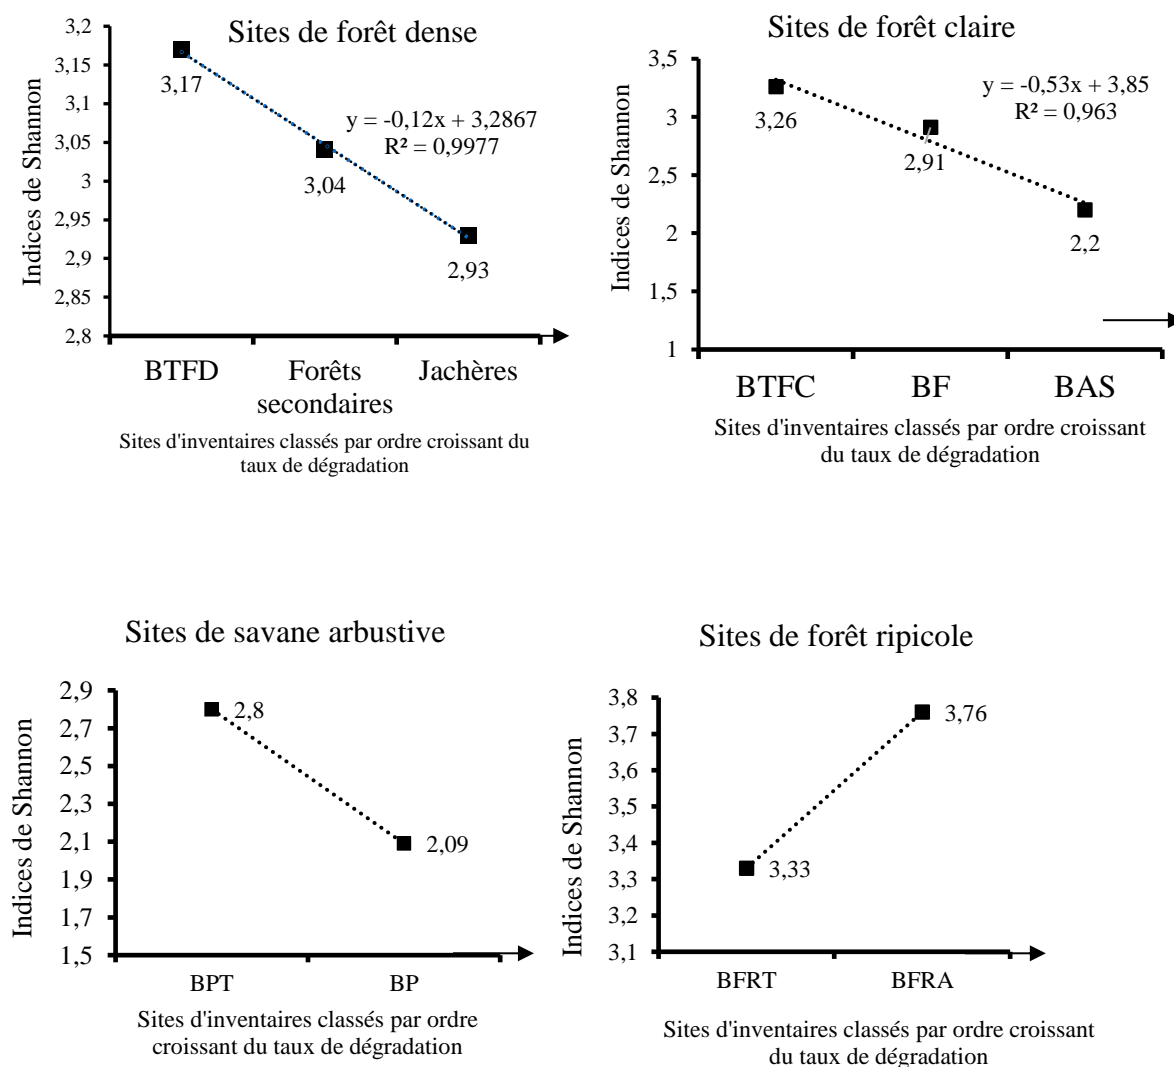 Sites de forêt dense
Indices de Shannon
3,2
3,15
3,1
3,05
3
2,95
2,9
2,85
2,8
3,17
3,04
2,93
y = -0,12x + 3,2867
R² = 0,9977
BTFD
Forêts
secondaires
Jachères
Sites d'inventaires classés par ordre croissant du
taux de dégradation
Sites de forêt claire
Indices de Shannon
3,5
3
2,5
2
1,5
1
3,26
2,91
2,2
y = -0,53x + 3,85
R² = 0,963
BTFC
BF
BAS
Sites d'inventaires classés par ordre croissant
du taux de dégradation
Sites de savane arbustive
Indices de Shannon
2,9
2,7
2,5
2,3
2,1
1,9
1,7
1,5
2,8
2,09
BPT
BP
Sites d'inventaires classés par ordre
croissant du taux de dégradation
Sites de forêt ripicole
Indices de Shannon
3,8
3,7
3,6
3,5
3,4
3,3
3,2
3,1
3,33
3,76
BFRT
BFRA
Sites d'inventaires classés par ordre croissant
du taux de dégradation